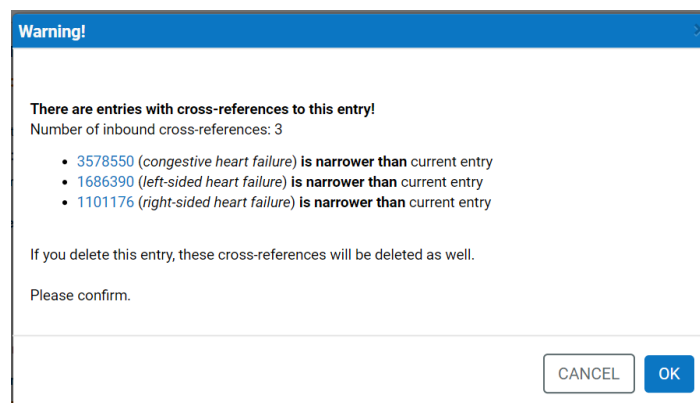 Warning!
There are entries with cross-references to this entry!
Number of inbound cross-references: 3
• 3578550 (congestive heart failure) is narrower than current entry
• 1686390 (left-sided heart failure) is narrower than current entry
• 1101176 (right-sided heart failure) is narrower than current entry
If you delete this entry, these cross-references will be deleted as well.
Please confirm.
CANCEL OK